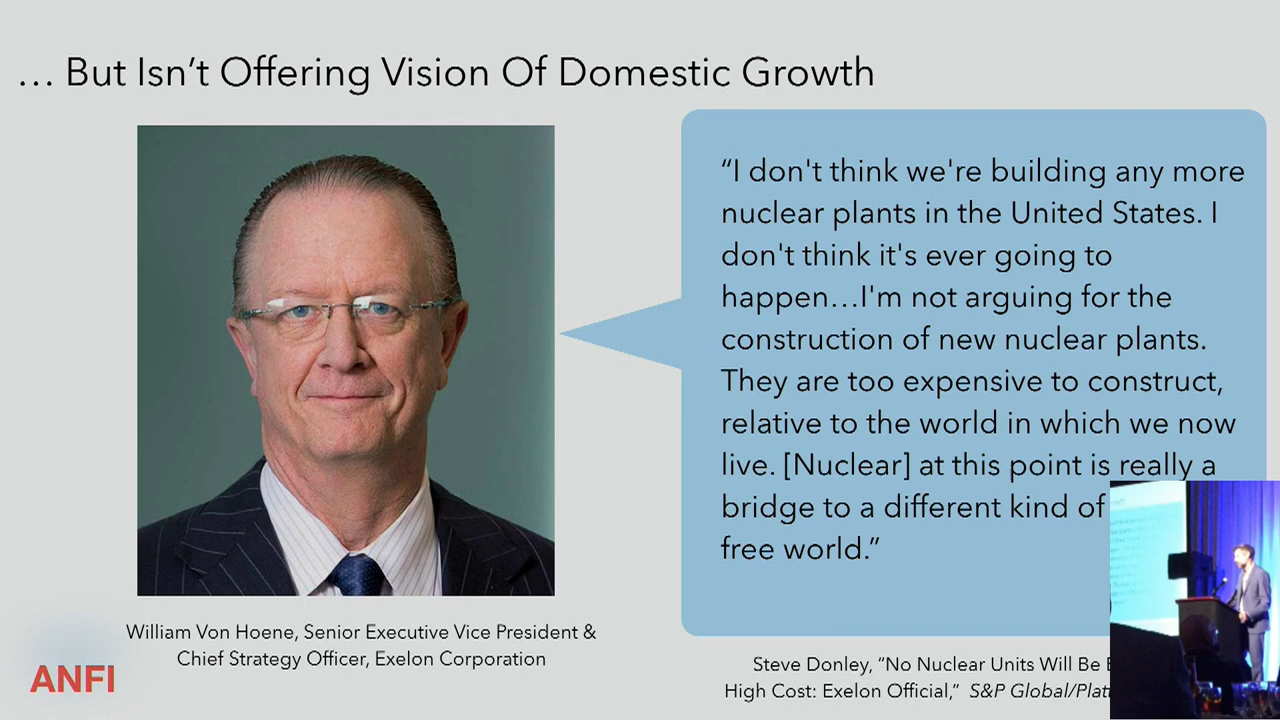 … But Isn’t Offering Vision Of Domestic Growth
“I don't think we're building any more
nuclear plants in the United States. I
don't think it's ever going to
happen…I'm not arguing for the
construction of new nuclear plants.
They are too expensive to construct,
relative to the world in which we now
live. [Nuclear] at this point is really a
bridge to a different kind of
free world.”
William Von Hoene, Senior Executive Vice President &
Chief Strategy Officer, Exelon Corporation
Steve Donley, “No Nuclear Units Will Be
High Cost: Exelon Official,” S&P Global/
ANFI